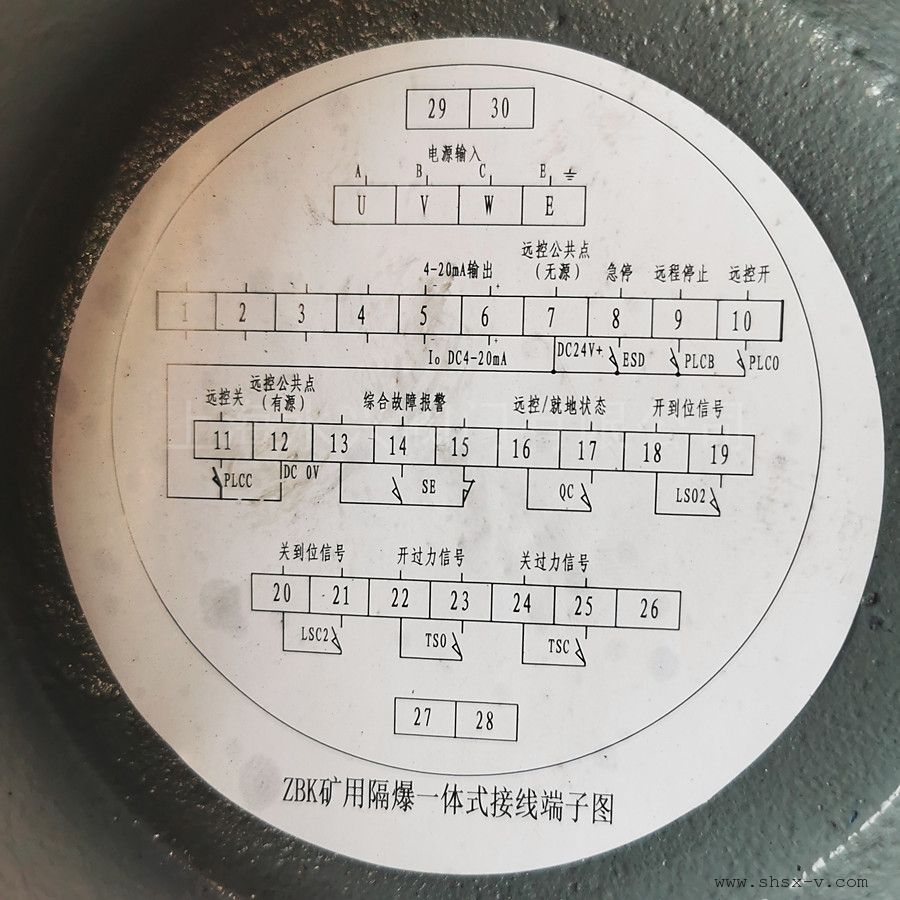 29 30
电源输入
A B C E
U V W E
远控公共点
4-20mA输出 (无源) 急停 远程停止 远控开
1 2 3 4 5 6 7 8 9 10
Io DC4-20mA DC24V+ ESD PLCB PLCO
远控关 远控公共点 (有源) 综合故障报警 远控/就地状态 开到位信号
11 12 13 14 15 16 17 18 19
PLCC DC 0V SE QC LSO2
关到位信号 开过力信号 关过力信号
20 21 22 23 24 25 26
LSC2 TSO TSC
27 28
ZBK矿用隔爆一体式接线端子图
www.shsx-v.com